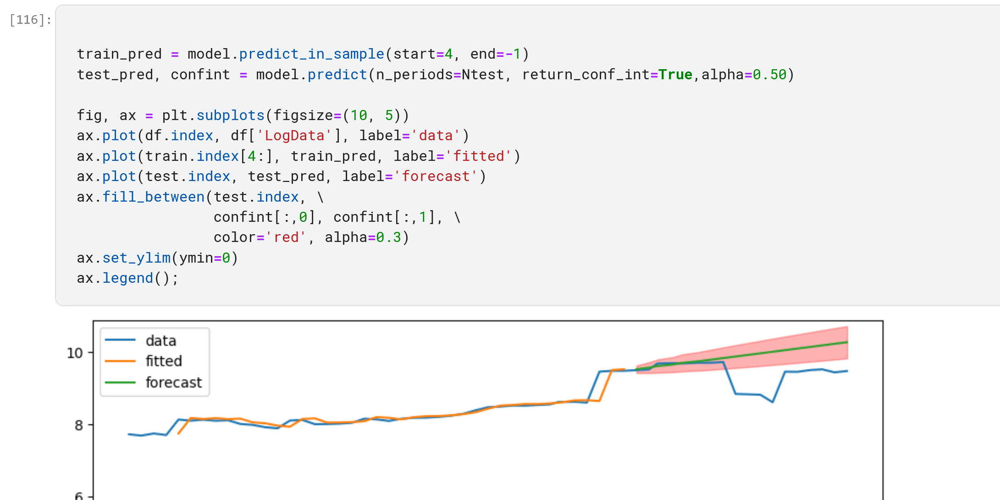 [116]:
train_pred = model.predict_in_sample(start=4, end=-1)
test_pred, confint = model.predict(n_periods=Ntest, return_conf_int=True,alpha=0.50)
fig, ax = plt.subplots(figsize=(10, 5))
ax.plot(df.index, df['LogData'], label='data')
ax.plot(train.index[4:], train_pred, label='fitted')
ax.plot(test.index, test_pred, label='forecast')
ax.fill_between(test.index, \
confint[:,0], confint[:,1], \
color='red', alpha=0.3)
ax.set_ylim(ymin=0)
ax.legend();
data
fitted
forecast
10
8
6